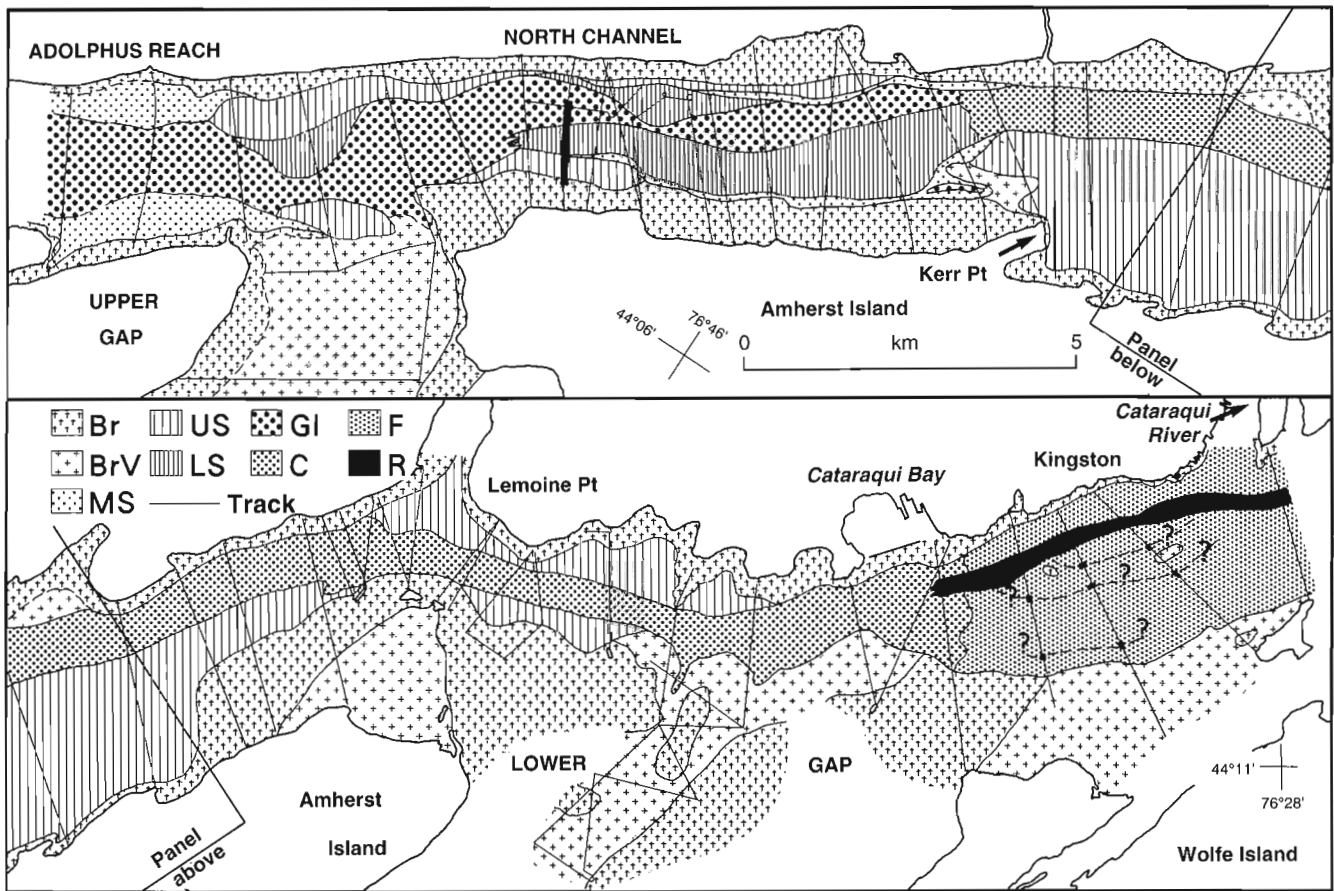 ADOLPHUS REACH
NORTH CHANNEL
UPPER
GAP
Kerr Pt
Amherst Island
44°06'
76°46'
0 km 5
Panel
below
Br US Gl F
BrV LS C R
MS Track
Lemoine Pt
Cataraqui Bay
Kingston
Cataraqui
River
? ?
? ?
? ?
LOWER
GAP
Amherst
Island
Panel
above
44°11'
76°28'
Wolfe Island